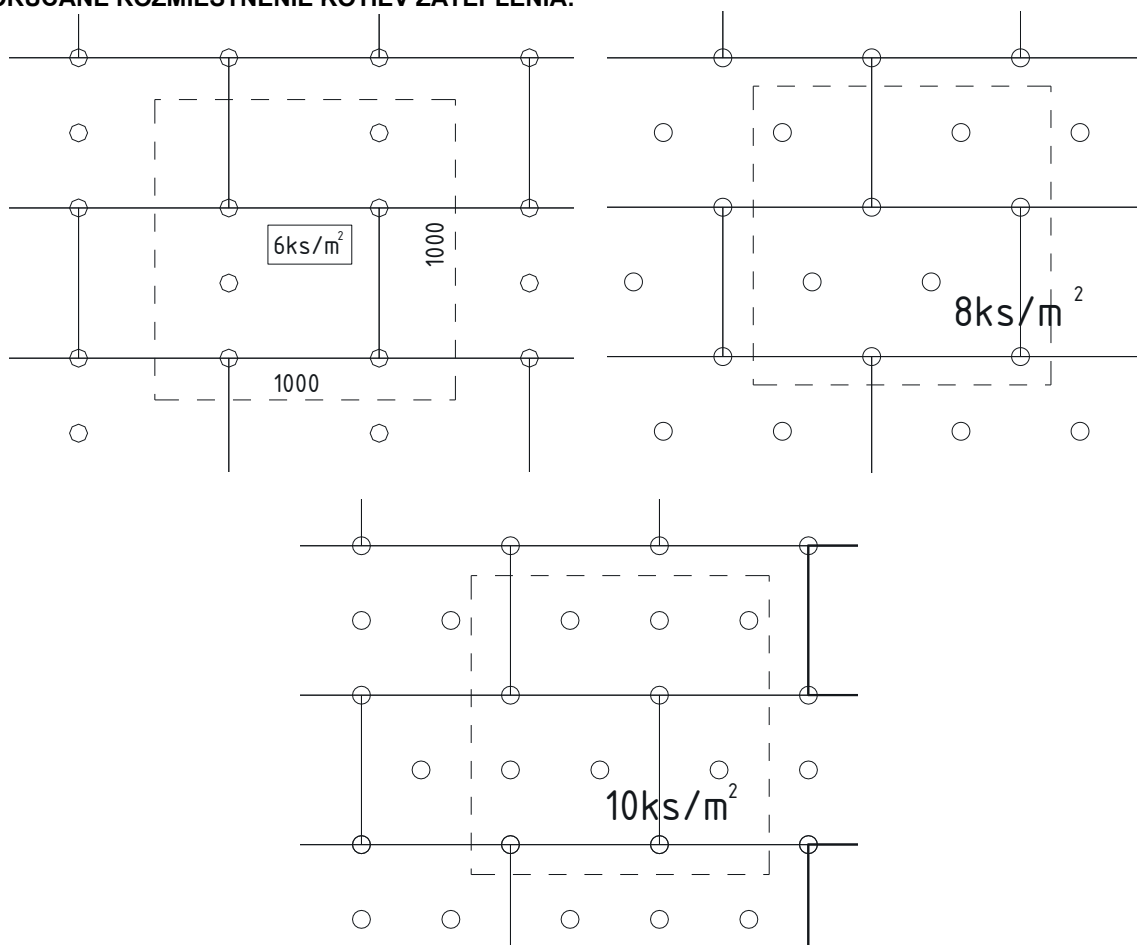 ROZMIESTNENIE KOTIEV ZATEPLENIA:
6ks/m²
1000
1000
8ks/m²
10ks/m²